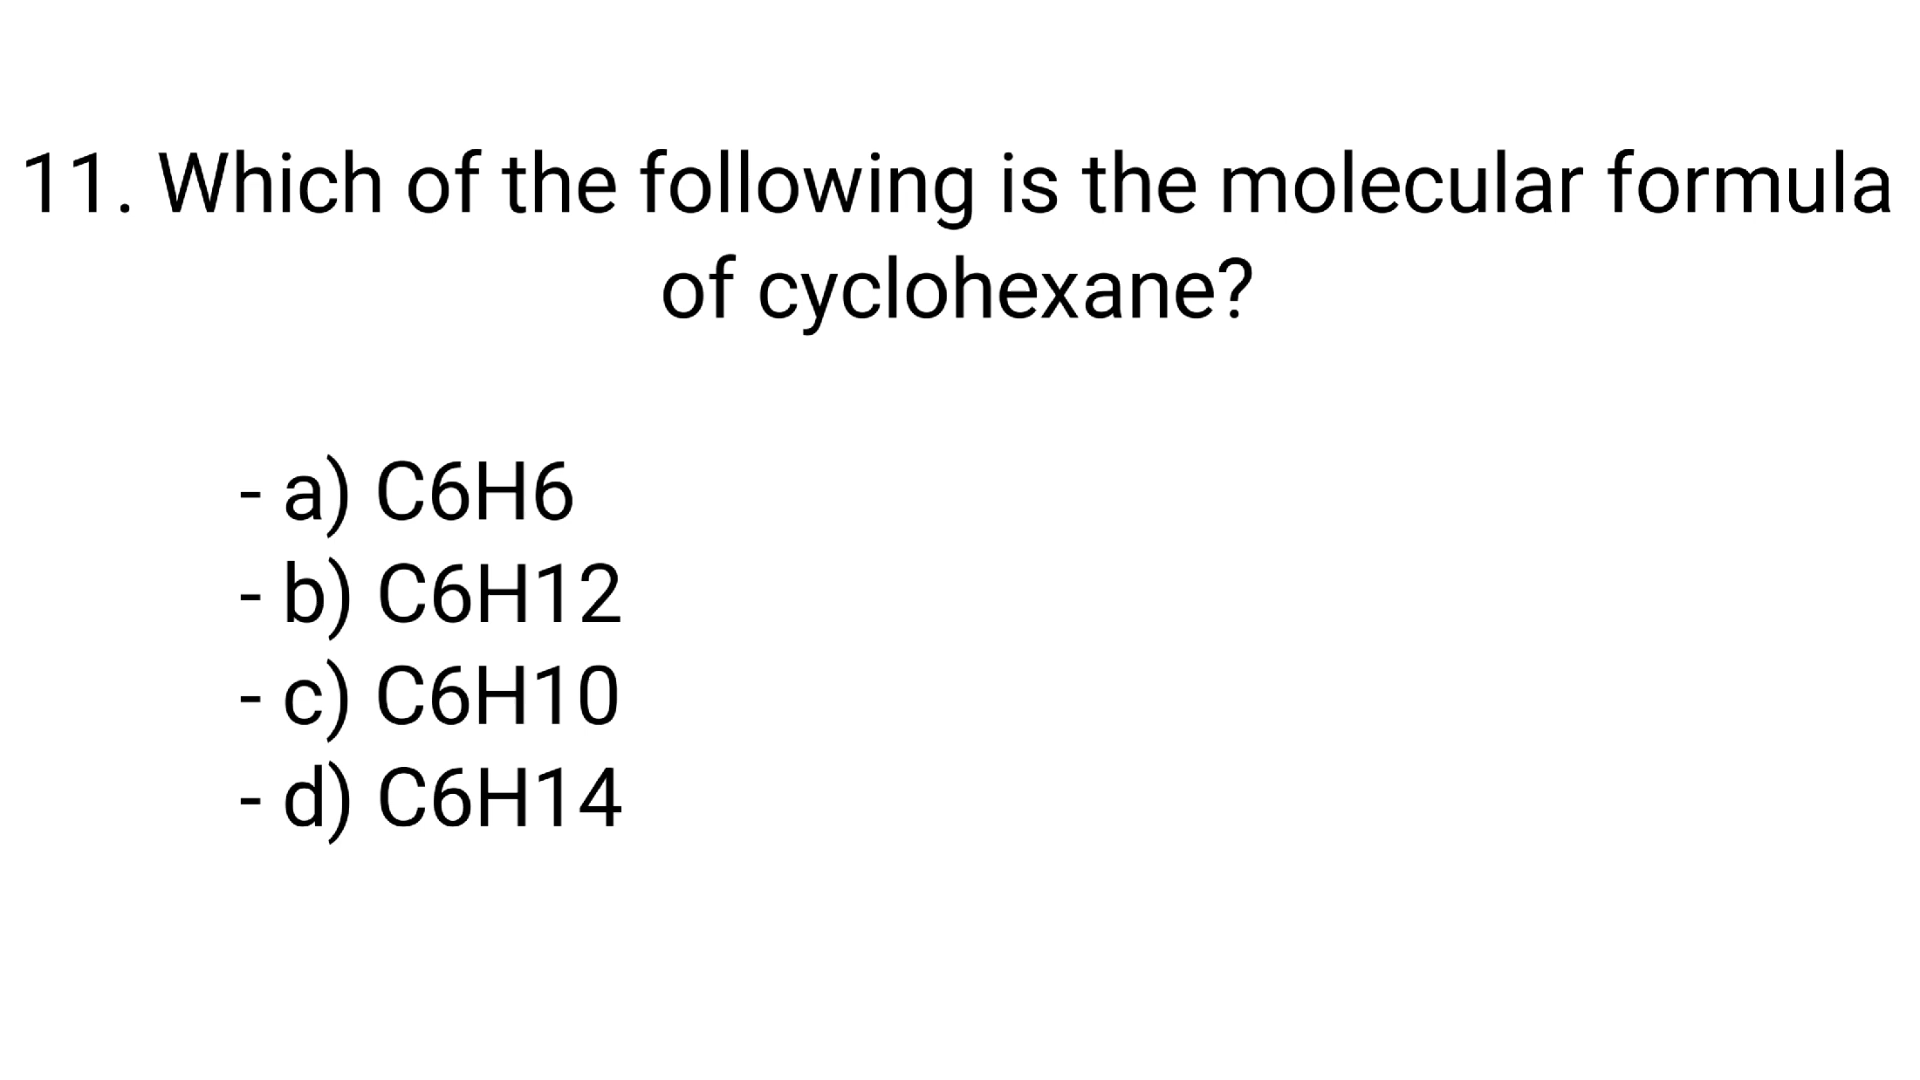 11. Which of the following is the molecular formula
of cyclohexane?
- a) C6H6
- b) C6H12
- c) C6H10
- d) C6H14